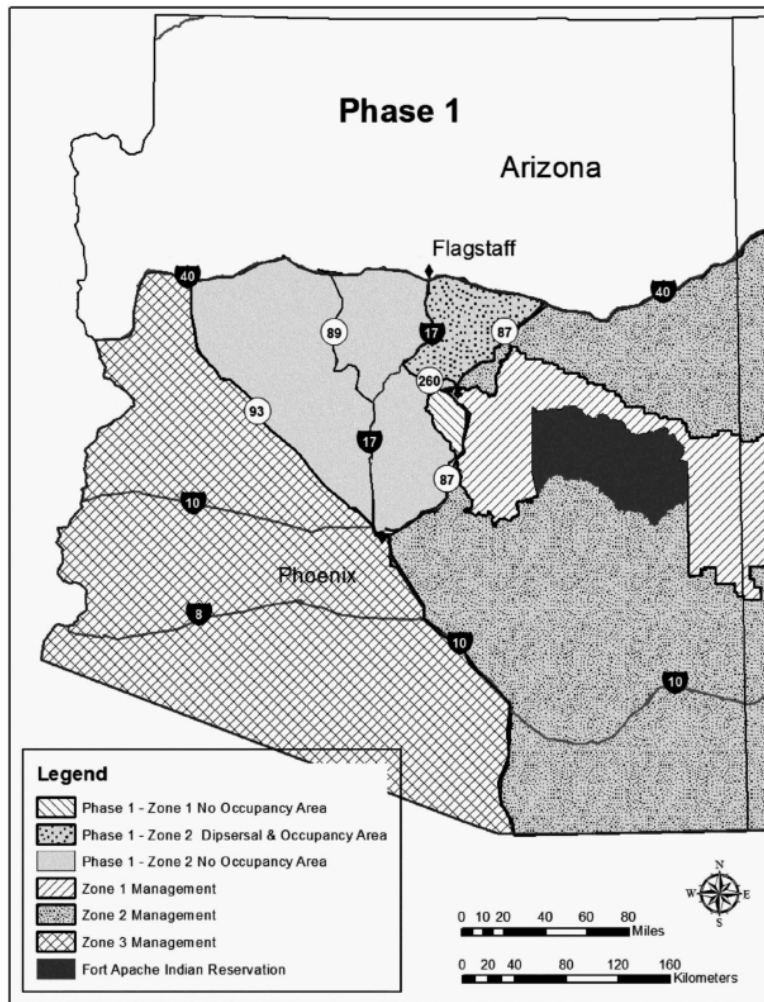 Phase 1
Arizona
Flagstaff
40
40
89
17
87
260
93
17
87
10
Phoenix
8
10
10
Legend
Phase 1 - Zone 1 No Occupancy Area
Phase 1 - Zone 2 Dipsersal & Occupancy Area
Phase 1 - Zone 2 No Occupancy Area
Zone 1 Management
Zone 2 Management
Zone 3 Management
Fort Apache Indian Reservation
N
W E
S
0 10 20 40 60 80
Miles
0 20 40 80 120 160
Kilometers